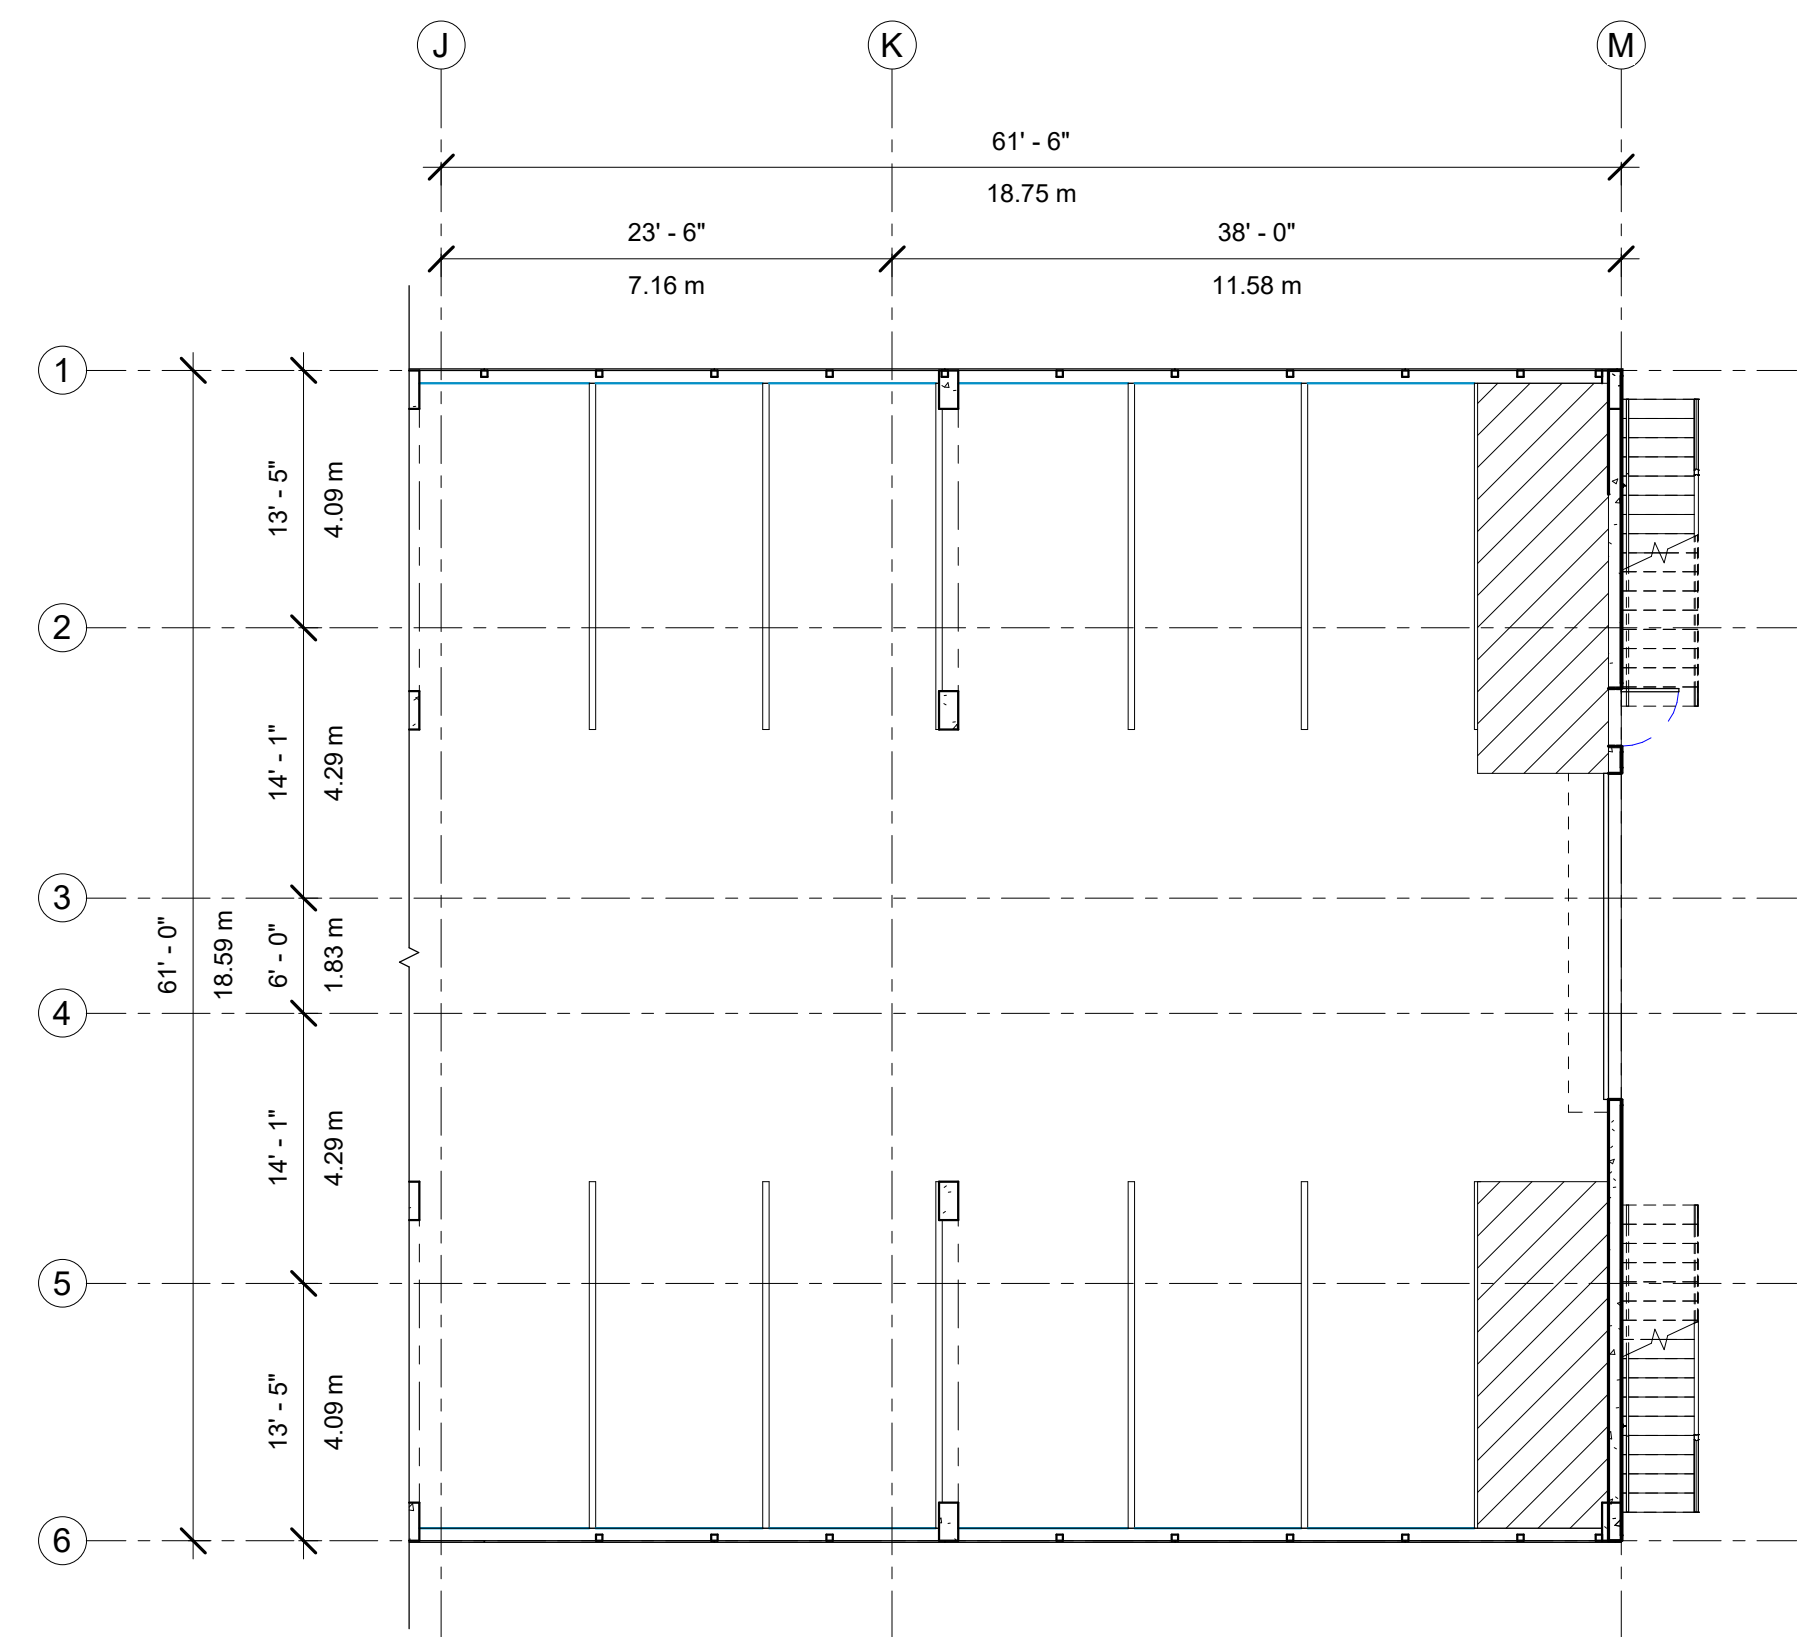 J K M
61' - 6"
18.75 m
23' - 6" 38' - 0"
7.16 m 11.58 m
1
13' - 5"
4.09 m
2
14' - 1"
4.29 m
3
61' - 0"
18.59 m
6' - 0"
1.83 m
4
14' - 1"
4.29 m
5
13' - 5"
4.09 m
6